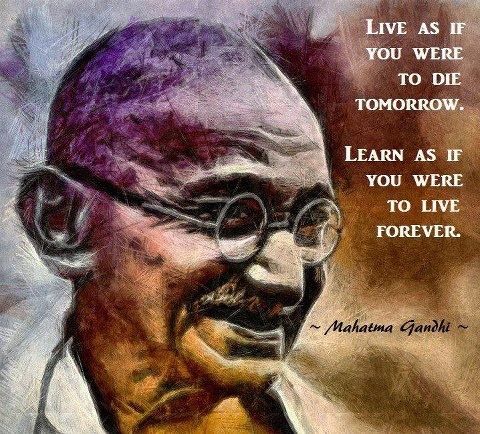 Live as if
you were
to die
tomorrow.
Learn as if
you were
to live
forever.
~ Mahatma Gandhi ~